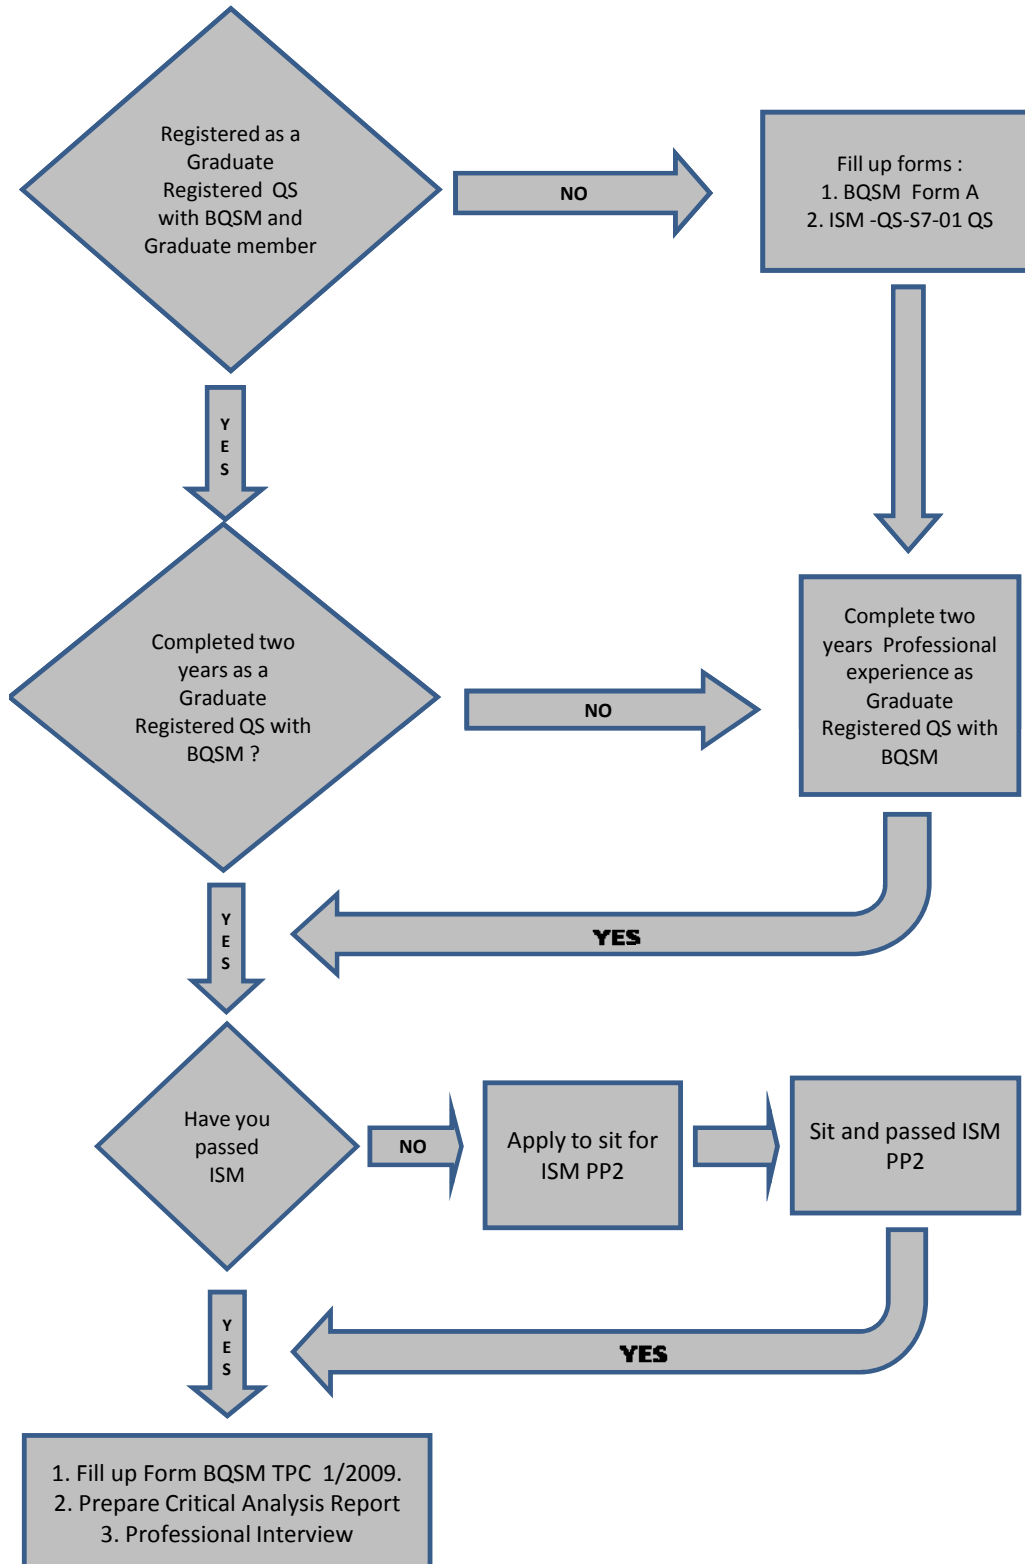 Registered as a
Graduate
Registered QS
with BQSM and
Graduate member
NO
Fill up forms :
1. BQSM Form A
2. ISM -QS-S7-01 QS
Y
E
S
Completed two
years as a
Graduate
Registered QS with
BQSM ?
NO
Complete two
years Professional
experience as
Graduate
Registered QS with
BQSM
Y
E
S
YES
Have you
passed
ISM
NO
Apply to sit for
ISM PP2
Sit and passed ISM
PP2
Y
E
S
YES
1. Fill up Form BQSM TPC 1/2009.
2. Prepare Critical Analysis Report
3. Professional Interview